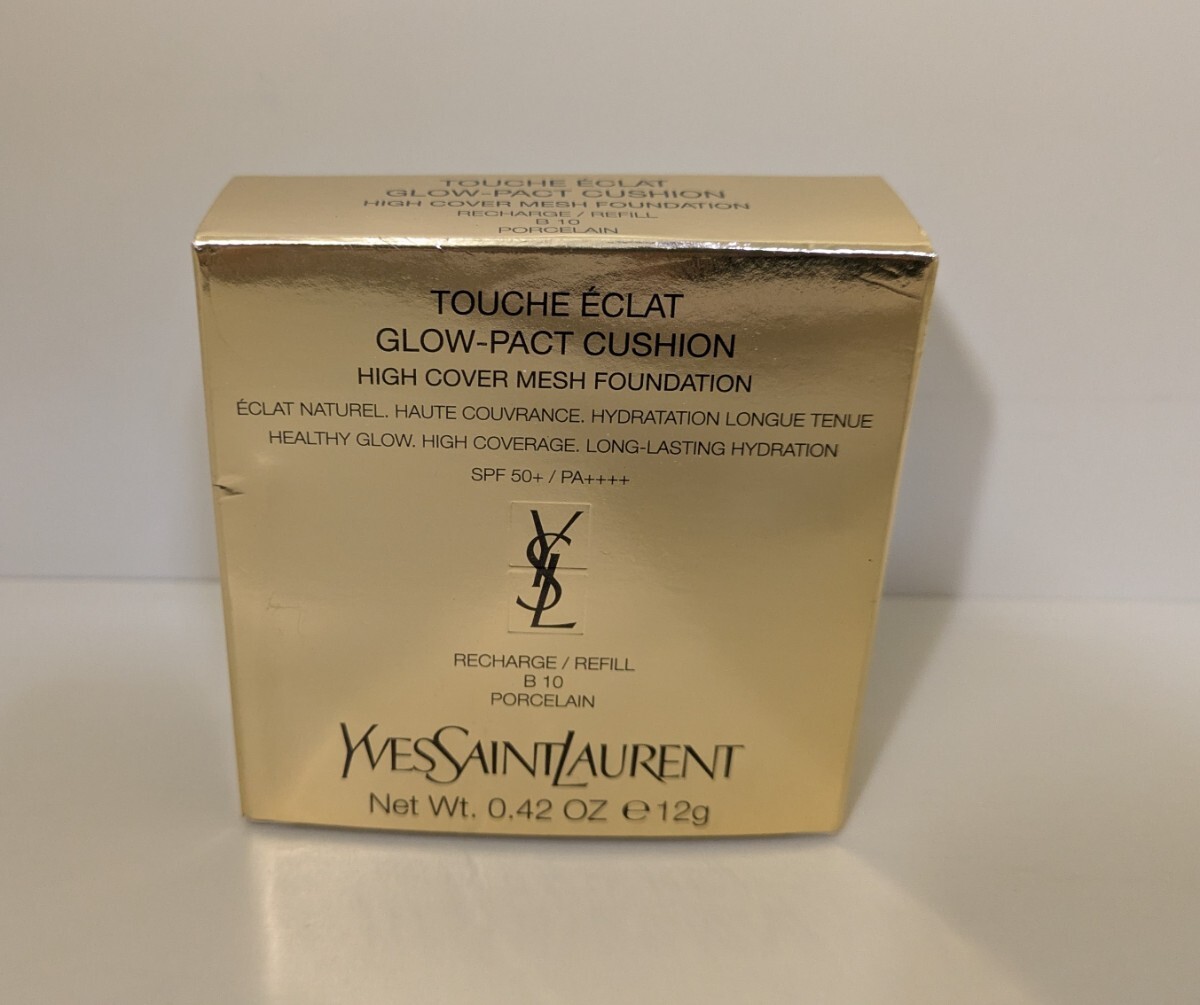 TOUCHE ÉCLAT
GLOW-PACT CUSHION
HIGH COVER MESH FOUNDATION
RECHARGE / REFILL
B 10
PORCELAIN
TOUCHE ÉCLAT
GLOW-PACT CUSHION
HIGH COVER MESH FOUNDATION
ÉCLAT NATUREL. HAUTE COUVRANCE. HYDRATATION LONGUE TENUE
HEALTHY GLOW. HIGH COVERAGE. LONG-LASTING HYDRATION
SPF 50+ / PA++++
YSL
RECHARGE / REFILL
B 10
PORCELAIN
YVESSAINTLAURENT
Net Wt. 0.42 OZ ℮ 12g